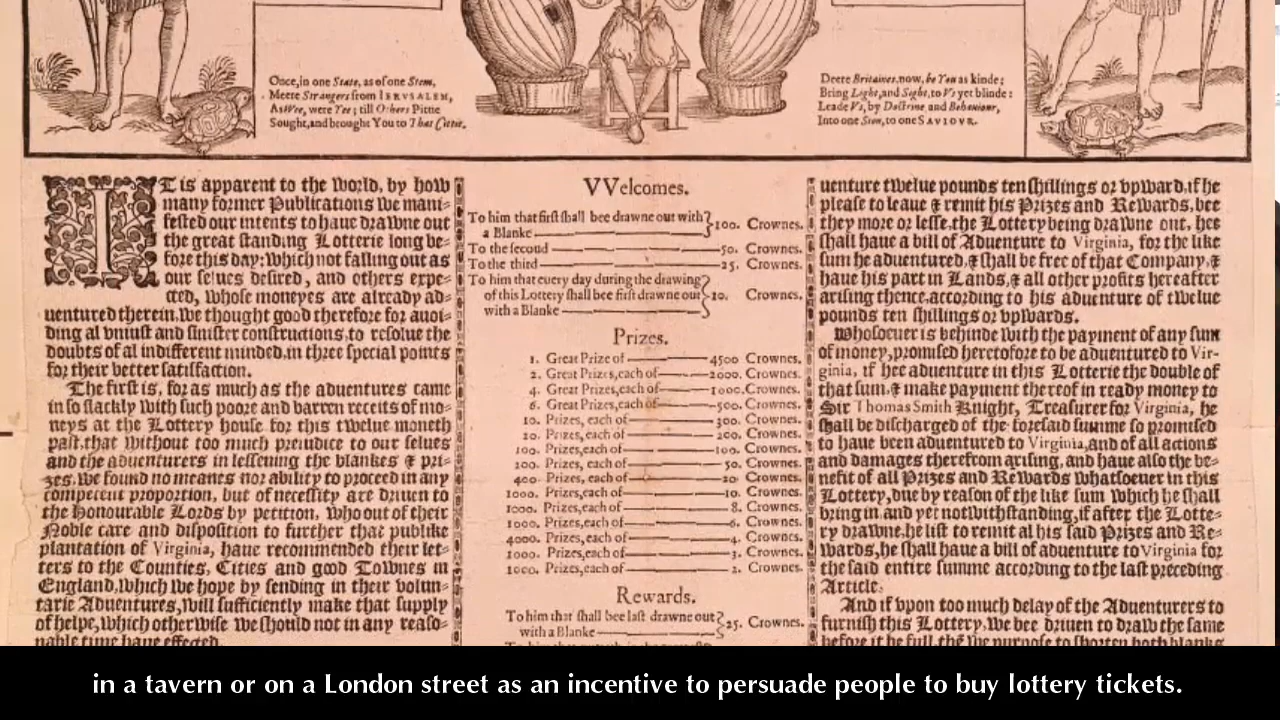 Once, in one State, as of one Stem,
Meere Strangers from IERVSALEM,
As Wee, were Yee; till Others Pitie
Sought, and brought You to That Citie.
Deere Britaines, now, be You as kinde;
Bring Light, and Sight, to Vs yet blinde:
Leade Vs, by Doctrine and Behauiour,
Into one Sion, to one SAVIOVR.
IT is apparent to the world, by how
many former Publications we mani-
fested our intents to haue drawne out
the great standing Lotterie long be-
fore this day: which not falling out as
our selues desired, and others expe-
cted, whose moneyes are already ad-
uentured therein. We thought good therefore for auoi-
ding al vniust and sinister constructions, to resolue the
doubts of al indifferent minded, in three special points
for their better satisfaction.
The first is, for as much as the aduentures came
in so slackly with such poore and barren receits of mo-
neys at the Lottery house for this twelue moneth
past, that without too much preiudice to our selues
and the aduenturers in lessening the blankes & pri-
zes, We found no means nor ability to proceed in any
competent proportion, but of necessity are driuen to
the Honourable Lords by petition, who out of their
Noble care and disposition to further that publike
plantation of Virginia, haue recommended their let-
ters to the Counties, Cities and good Townes in
England, which we hope by sending in their volun-
tarie Aduentures, will sufficiently make that supply
of helpe, which otherwise we should not in any reaso-
nable time haue effected.
VVelcomes.
To him that first shall bee drawne out with
a Blanke 100. Crownes.
To the second 50. Crownes.
To the third 25. Crownes.
To him that euery day during the drawing
of this Lottery shall bee first drawne out
with a Blanke 10. Crownes.
Prizes.
1. Great Prize of 4500 Crownes.
2. Great Prizes, each of 2000. Crownes.
4. Great Prizes, each of 1000. Crownes.
6. Great Prizes, each of 500. Crownes.
10. Prizes, each of 300. Crownes.
20. Prizes, each of 200. Crownes.
100. Prizes, each of 100. Crownes.
200. Prizes, each of 50. Crownes.
400. Prizes, each of 20. Crownes.
1000. Prizes, each of 10. Crownes.
1000. Prizes, each of 8. Crownes.
1000. Prizes, each of 6. Crownes.
4000. Prizes, each of 4. Crownes.
1000. Prizes, each of 3. Crownes.
1000. Prizes, each of 2. Crownes.
Rewards.
To him that shall bee last drawne out
with a Blanke 25. Crownes.
uenture twelue pounds ten shillings or vpward, if he
please to leaue & remit his Prizes and Rewards, bee
they more or lesse, the Lottery being drawne out, hee
shall haue a bill of Aduenture to Virginia, for the like
sum he aduentured, & shall be free of that Company, &
haue his part in Lands, & all other profits hereafter
arising thence, according to his aduenture of twelue
pounds ten shillings or vpwards.
Whosoeuer is behinde with the payment of any sum
of money, promised heretofore to be aduentured to Vir-
ginia, if hee aduenture in this Lotterie the double of
that sum, & make payment thereof in ready money to
Sir Thomas Smith Knight, Treasurer for Virginia, he
shall be discharged of the foresaid summe so promised
to haue been aduentured to Virginia, and of all actions
and damages therefrom arising, and haue also the be-
nefit of all Prizes and Rewards whatsoeuer in this
Lottery, due by reason of the like sum which he shall
bring in and yet notwithstanding, if after the Lotte-
ry drawne, he list to remit al his said Prizes and Re-
wards, he shall haue a bill of aduenture to Virginia for
the said entire summe according to the last preceding
Article.
And if vpon too much delay of the Aduenturers to
furnish this Lottery, We bee driuen to draw the same
before it be full, thē we purpose to shorten both blanks
in a tavern or on a London street as an incentive to persuade people to buy lottery tickets.